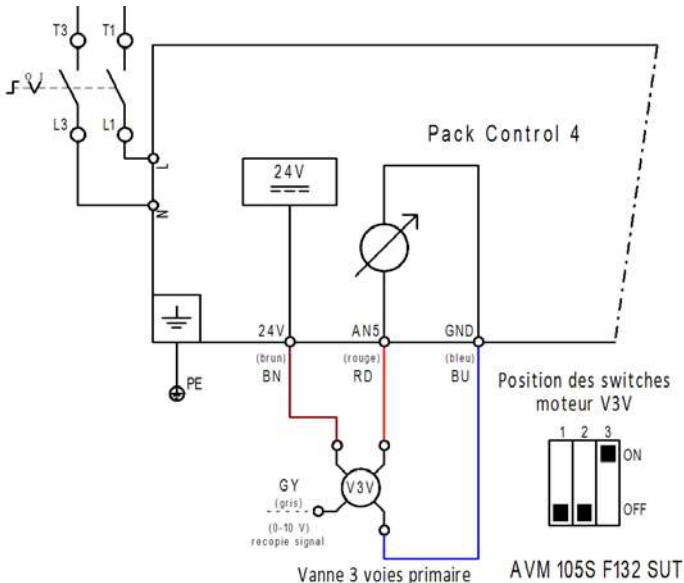 T3 T1
0 1
L3 L1
L
N
Pack Control 4
24V
24V AN5 GND
(brun) (rouge) (bleu)
BN RD BU
PE
Position des switches
moteur V3V
1 2 3
ON
OFF
GY
(gris)
V3V
(0-10 V)
recopie signal
Vanne 3 voies primaire
AVM 105S F132 SUT